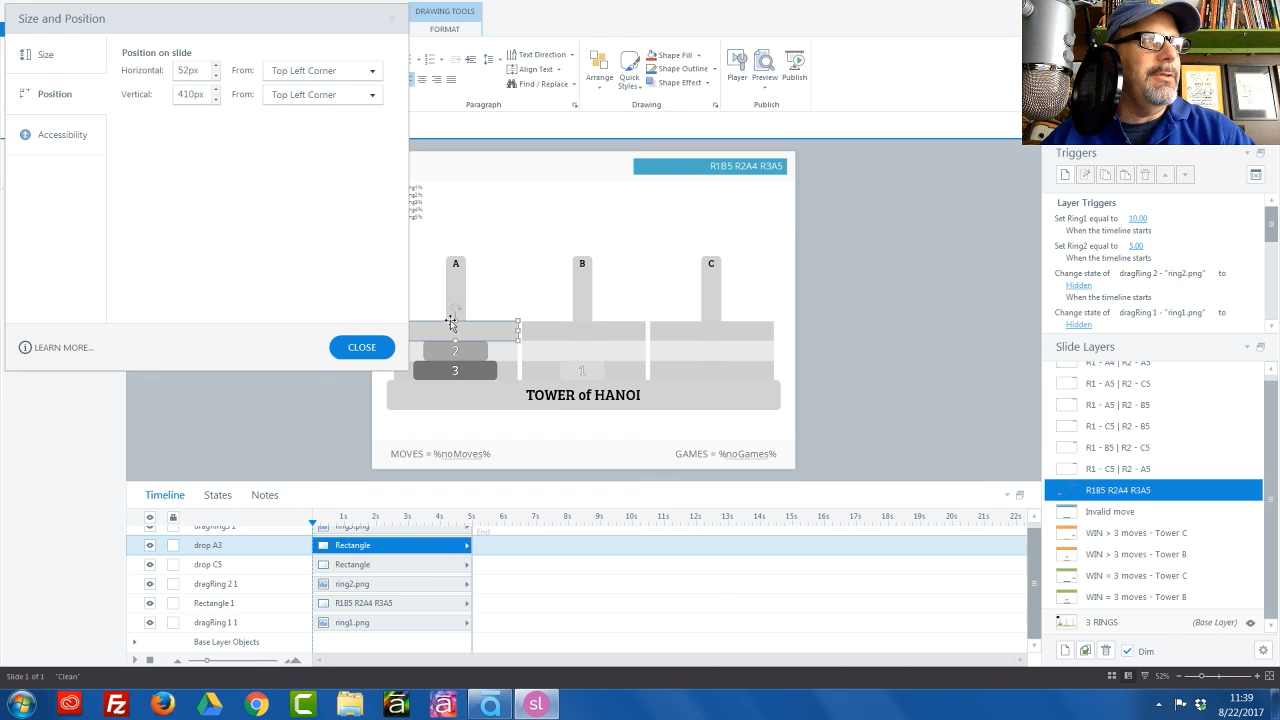 Size and Position
DRAWING TOOLS
FORMAT
Size
Position
Accessibility
Position on slide
Horizontal: 52px From: Top Left Corner
Vertical: 410px From: Top Left Corner
LEARN MORE...
CLOSE
Text Direction
Align Text
Find / Replace
Paragraph
Arrange
Quick Styles
Shape Fill
Shape Outline
Shape Effect
Drawing
Player
Preview
Publish
Publish
R1B5 R2A4 R3A5
A
B
C
2
3
1
TOWER of HANOI
MOVES = %noMoves%
GAMES = %noGames%
Triggers
Layer Triggers
Set Ring1 equal to 10.00
When the timeline starts
Set Ring2 equal to 5.00
When the timeline starts
Change state of dragRing 2 - "ring2.png" to
Hidden
When the timeline starts
Change state of dragRing 1 - "ring1.png" to
Hidden
Slide Layers
R1 - A4 | R2 - C5
R1 - A5 | R2 - C5
R1 - A5 | R2 - B5
R1 - C5 | R2 - B5
R1 - B5 | R2 - C5
R1 - C5 | R2 - A5
R1B5 R2A4 R3A5
Invalid move
WIN > 3 moves - Tower C
WIN > 3 moves - Tower B
WIN = 3 moves - Tower C
WIN = 3 moves - Tower B
3 RINGS (Base Layer)
Dim
Timeline
States
Notes
1s 2s 3s 4s 5s 6s 7s 8s 9s 10s 11s 12s 13s 14s 15s 16s 17s 18s 19s 20s 21s 22s
End
drop A3 Rectangle
drop C5 Rectangle
dragRing 2 1 ring2.png
Rectangle 1 R1B5 R2A4 R3A5
dragRing 1 1 ring1.png
Base Layer Objects
Slide 1 of 1
"Clean"
52%
11:39
8/22/2017